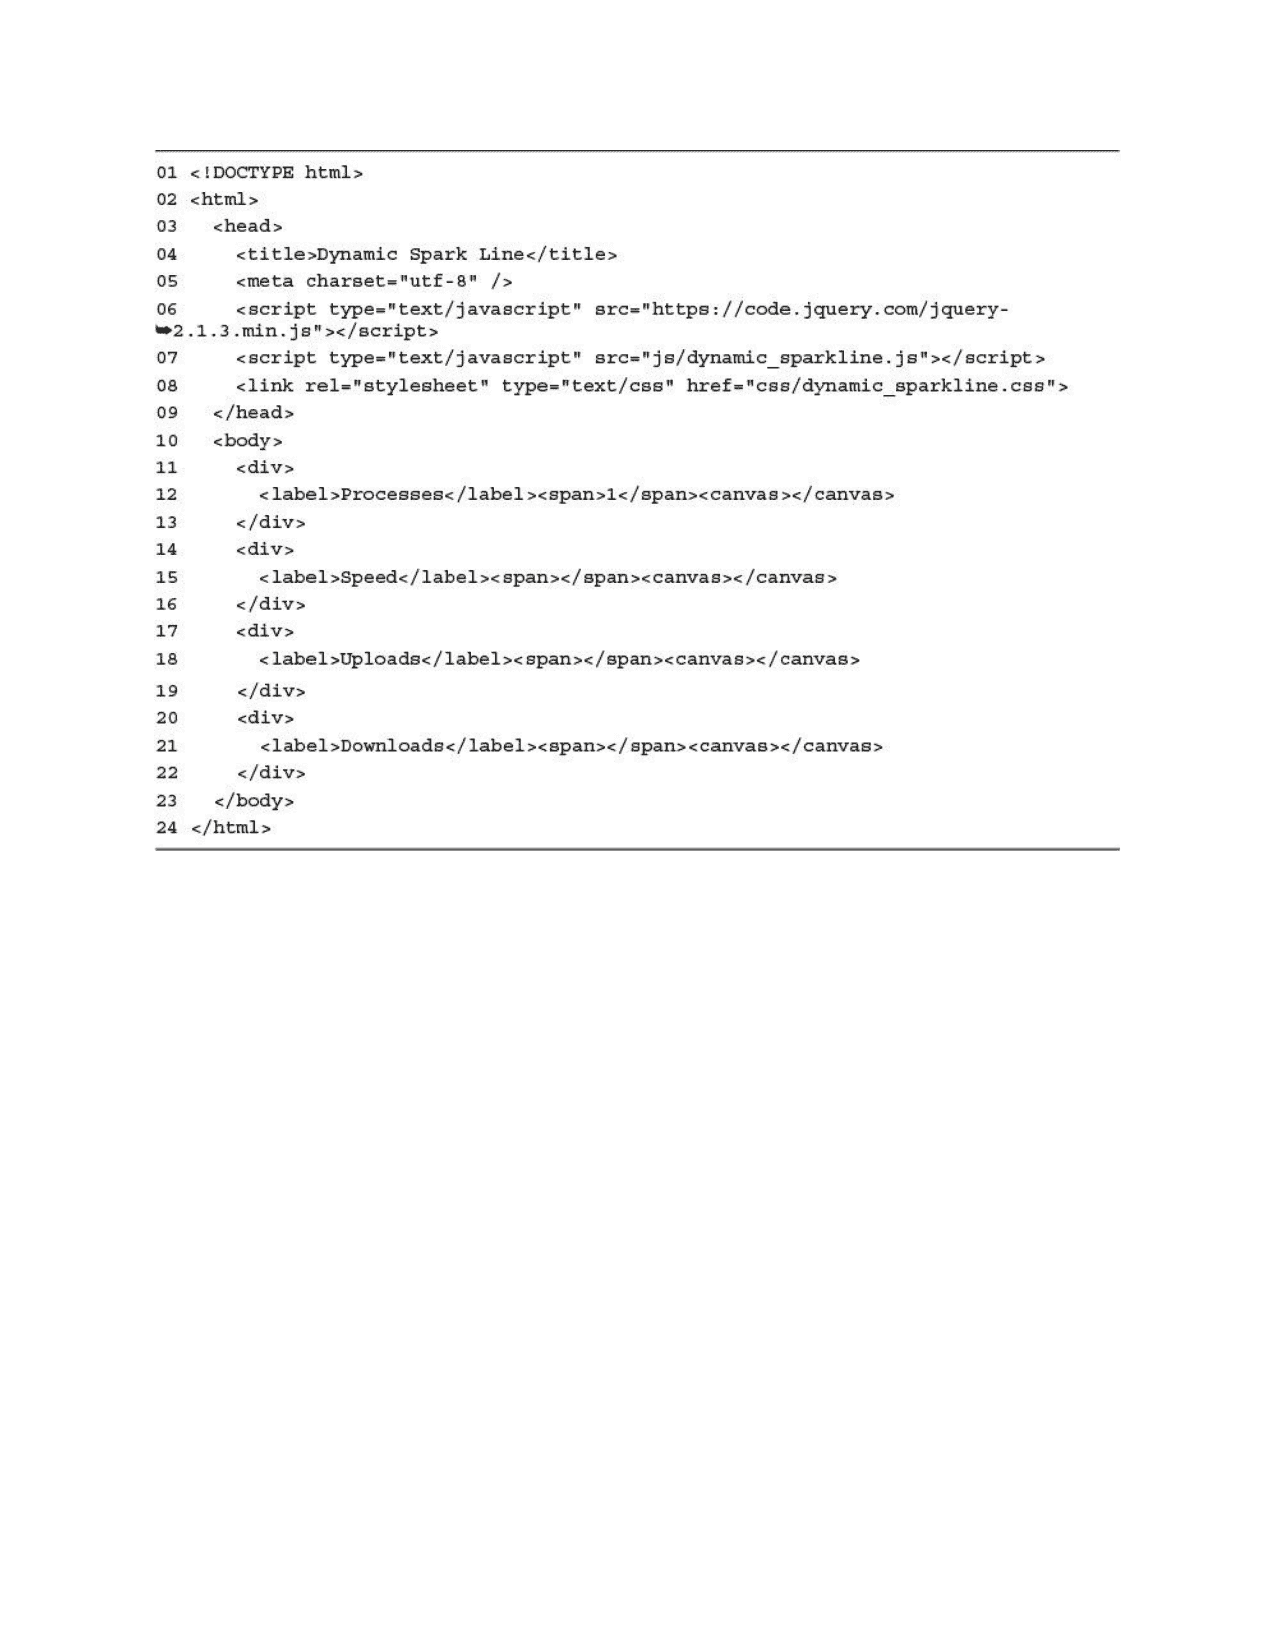 01 <!DOCTYPE html>
02 <html>
03   <head>
04     <title>Dynamic Spark Line</title>
05     <meta charset="utf-8" />
06     <script type="text/javascript" src="https://code.jquery.com/jquery-
➥2.1.3.min.js"></script>
07     <script type="text/javascript" src="js/dynamic_sparkline.js"></script>
08     <link rel="stylesheet" type="text/css" href="css/dynamic_sparkline.css">
09   </head>
10   <body>
11     <div>
12       <label>Processes</label><span>1</span><canvas></canvas>
13     </div>
14     <div>
15       <label>Speed</label><span></span><canvas></canvas>
16     </div>
17     <div>
18       <label>Uploads</label><span></span><canvas></canvas>
19     </div>
20     <div>
21       <label>Downloads</label><span></span><canvas></canvas>
22     </div>
23   </body>
24 </html>